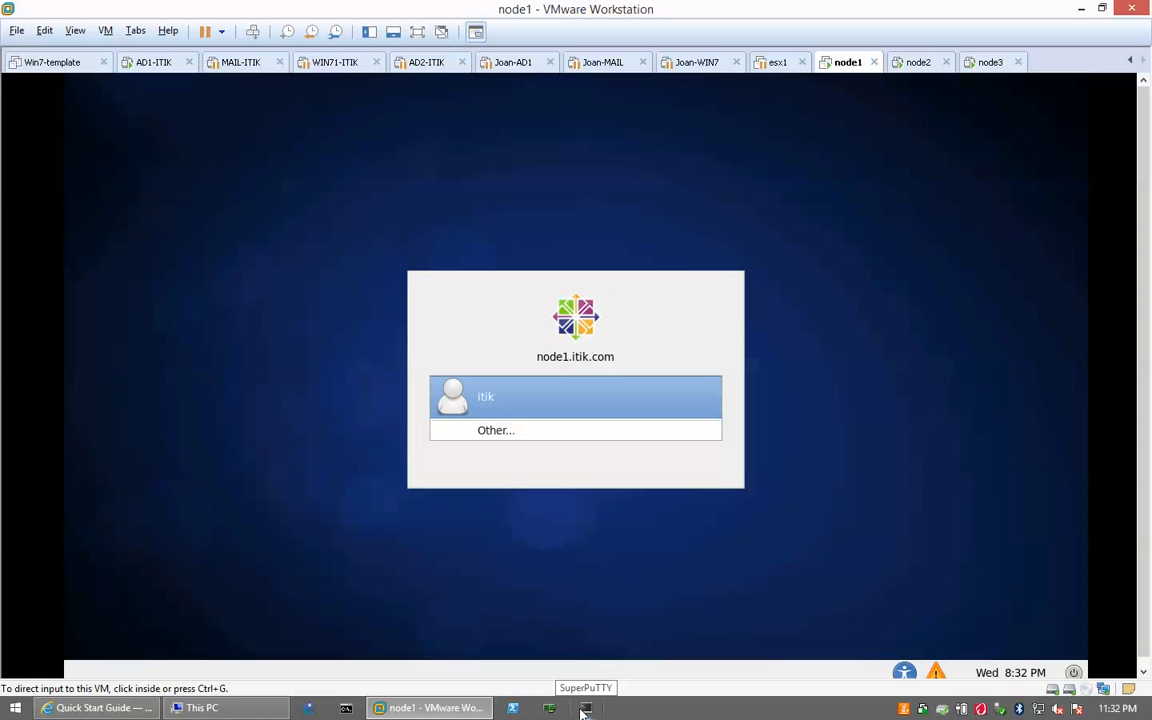 node1 - VMware Workstation
File Edit View VM Tabs Help
Win7-template AD1-ITIK MAIL-ITIK WIN71-ITIK AD2-ITIK Joan-AD1 Joan-MAIL Joan-WIN7 esx1 node1 node2 node3
node1.itik.com
itik
Other...
Wed 8:32 PM
To direct input to this VM, click inside or press Ctrl+G.
SuperPuTTY
Quick Start Guide — ... This PC node1 - VMware Wo... 11:32 PM